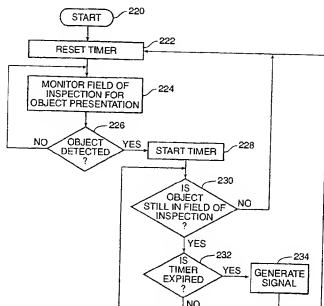 START
220
RESET TIMER
222
MONITOR FIELD OF
INSPECTION FOR
OBJECT PRESENTATION
224
226
OBJECT
DETECTED
?
NO
YES
START TIMER
228
IS
OBJECT
STILL IN FIELD OF
INSPECTION
?
230
NO
YES
IS
TIMER
EXPIRED
?
232
YES
GENERATE
SIGNAL
234
NO